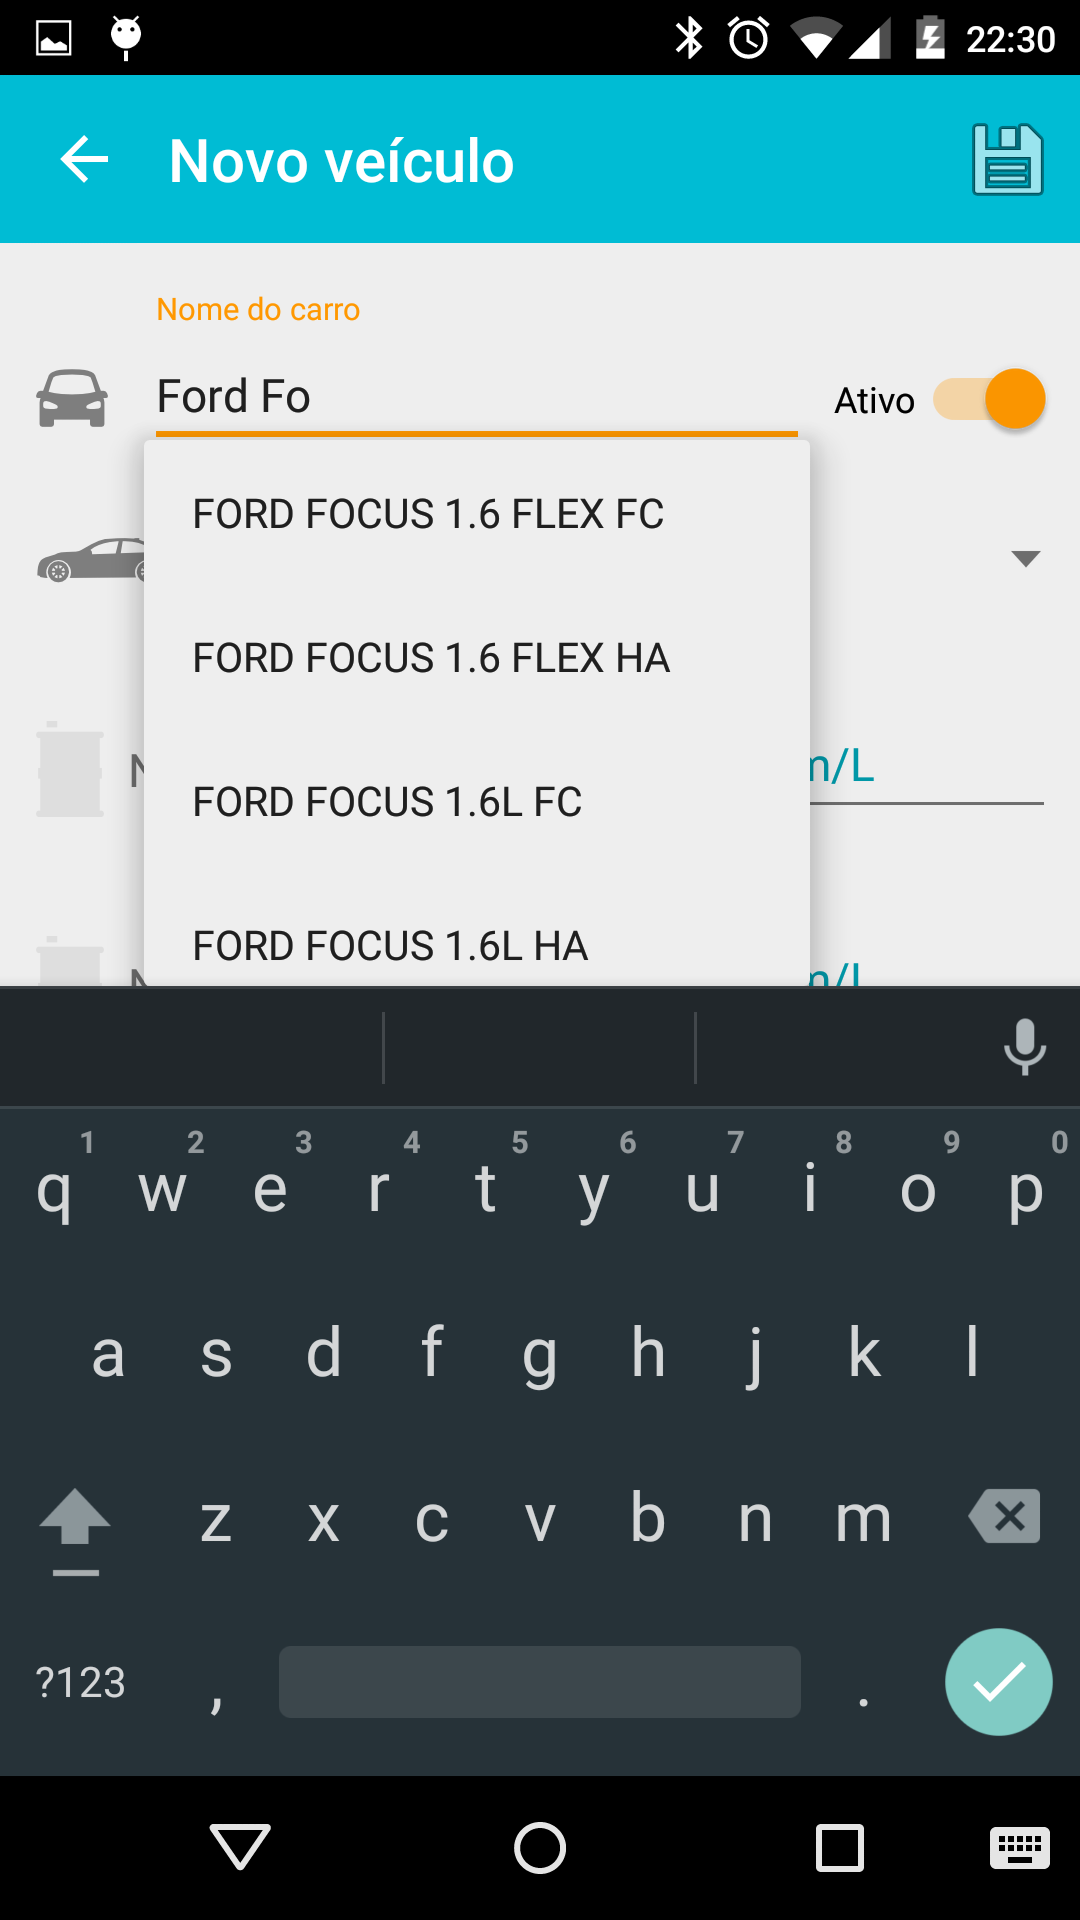 22:30
Novo veículo
Nome do carro
Ford Fo
Ativo
FORD FOCUS 1.6 FLEX FC
FORD FOCUS 1.6 FLEX HA
N
m/L
FORD FOCUS 1.6L FC
FORD FOCUS 1.6L HA
N
m/L
1 2 3 4 5 6 7 8 9 0
q w e r t y u i o p
a s d f g h j k l
z x c v b n m
?123 , .